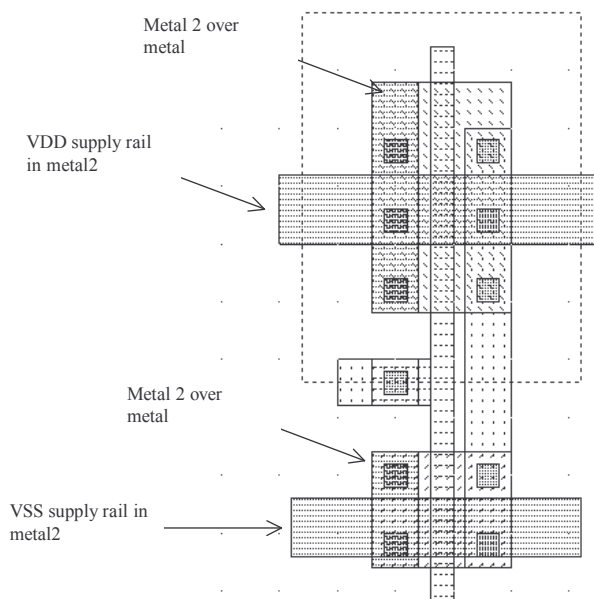 Metal 2 over
metal
VDD supply rail
in metal2
Metal 2 over
metal
VSS supply rail in
metal2